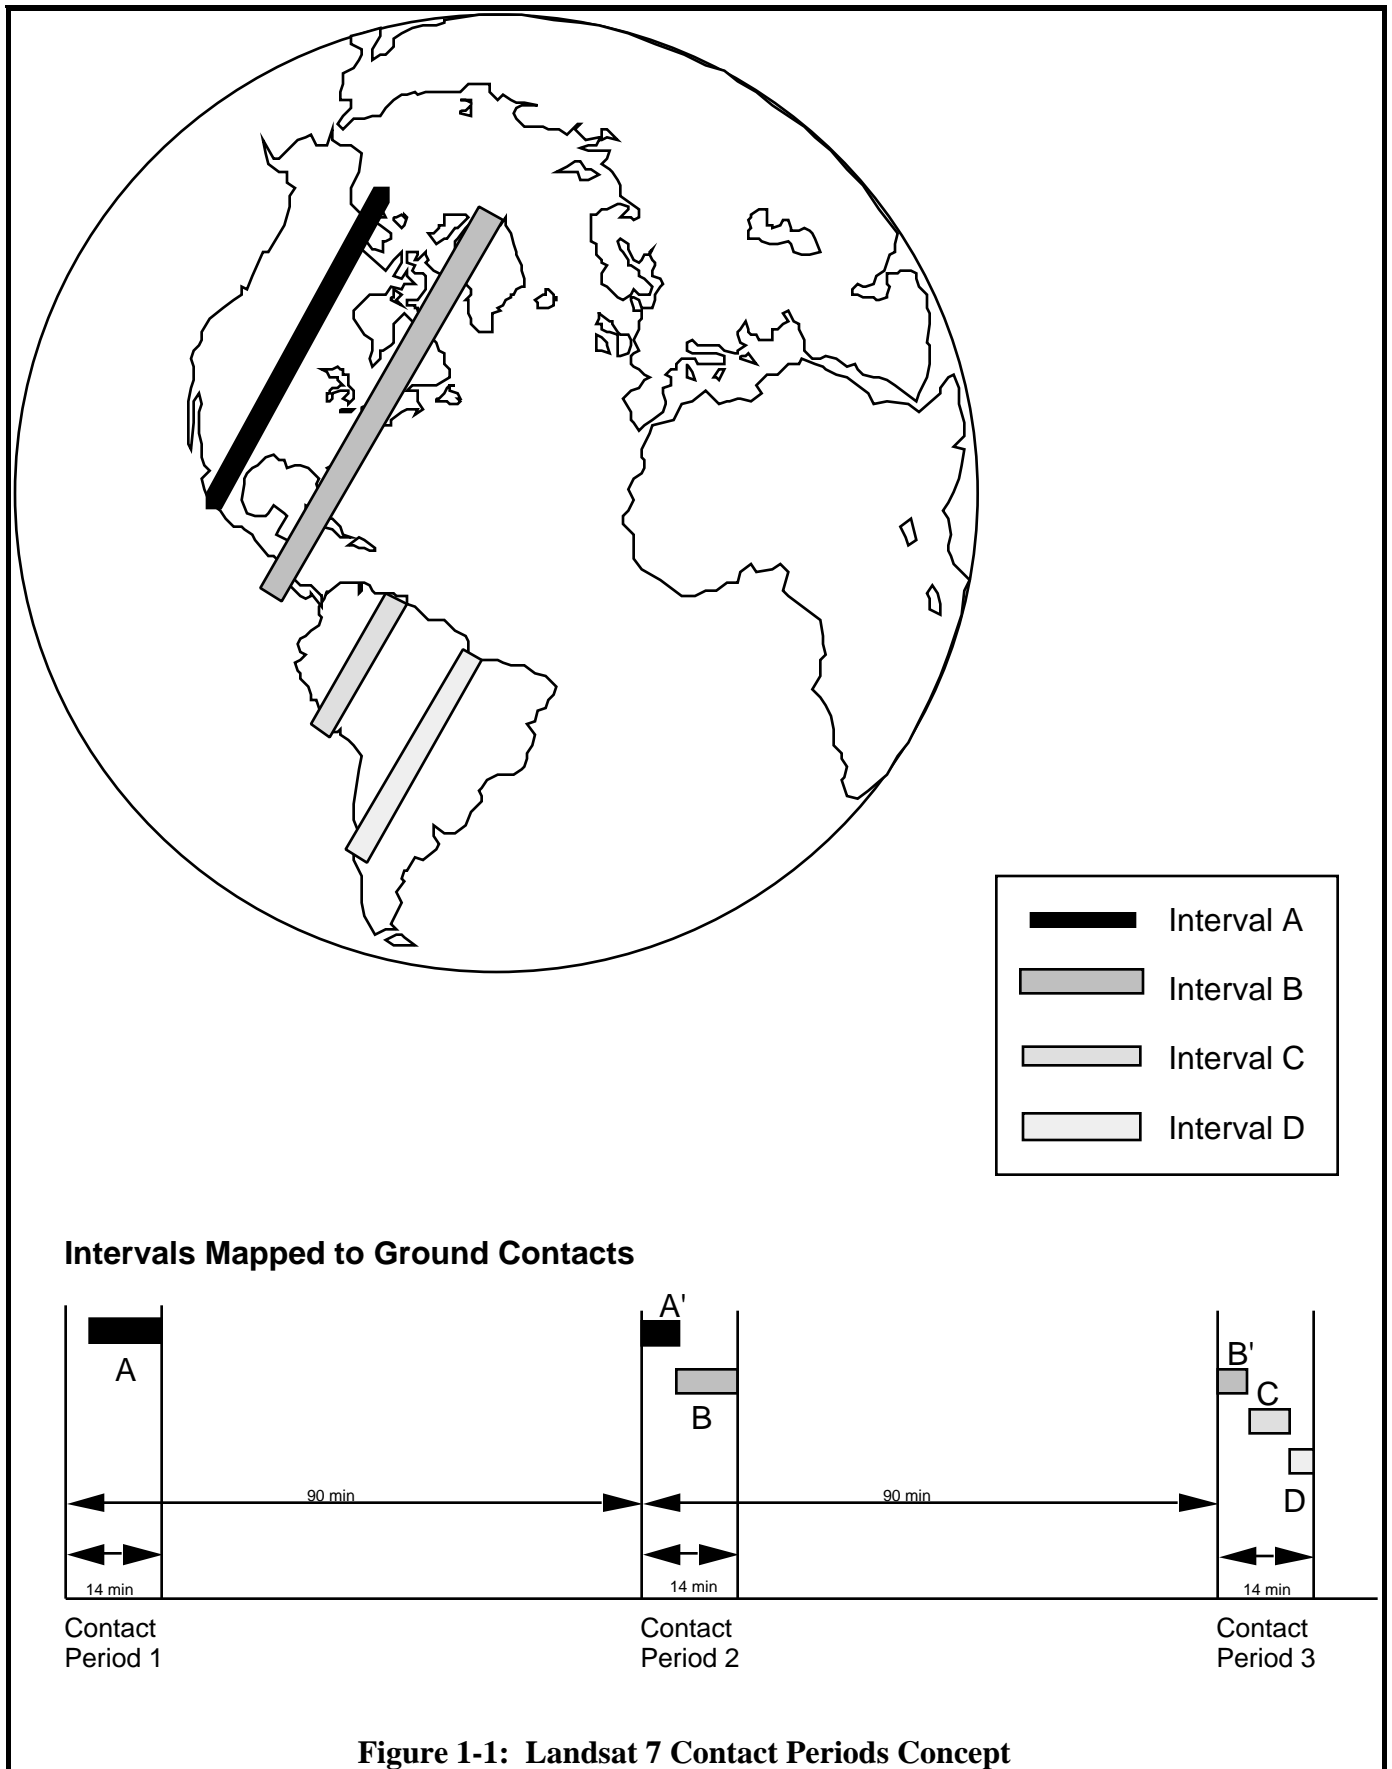 Interval A
Interval B
Interval C
Interval D
Intervals Mapped to Ground Contacts
A'
B'
A
C
B
90 min
90 min
D
14 min
14 min
14 min
Contact
Period 1
Contact
Period 2
Contact
Period 3
Figure 1-1: Landsat 7 Contact Periods Concept